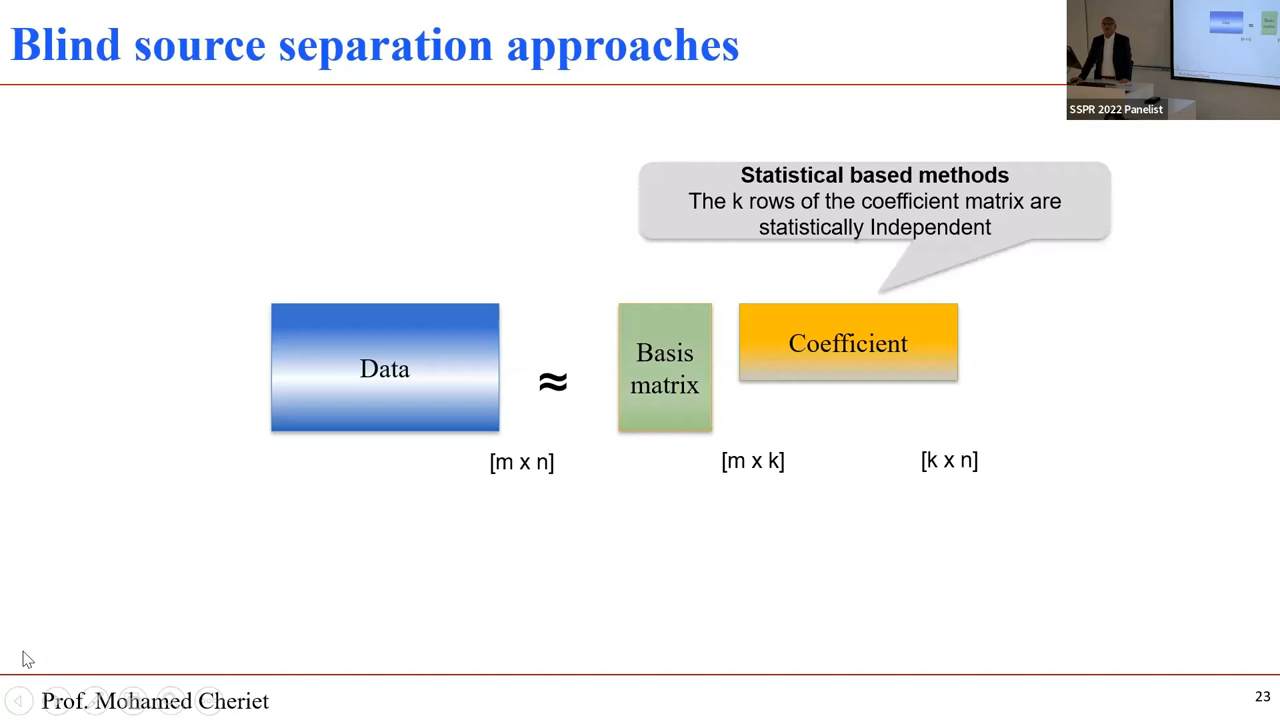 Blind source separation approaches
SSPR 2022 Panelist
Statistical based methods
The k rows of the coefficient matrix are
statistically Independent
Data
≈
Basis
matrix
Coefficient
[m x n]
[m x k]
[k x n]
Prof. Mohamed Cheriet
23